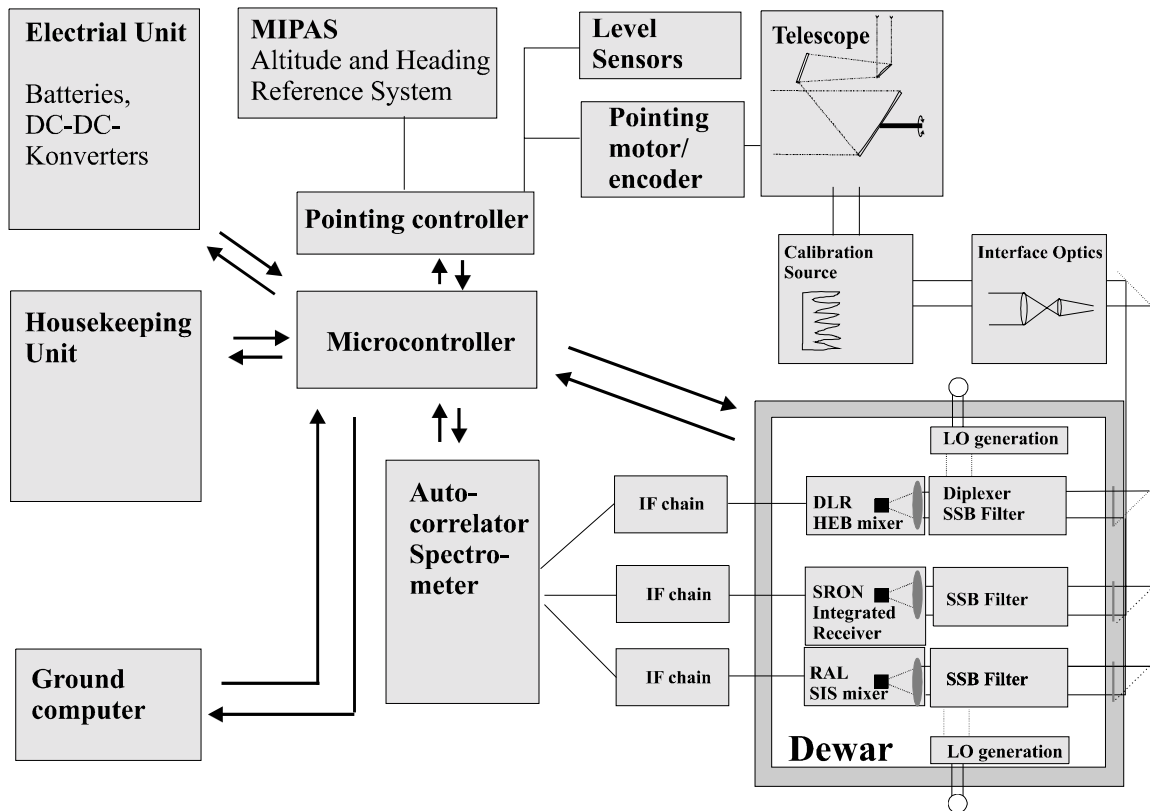 Electrial Unit
Batteries,
DC-DC-
Konverters
MIPAS
Altitude and Heading
Reference System
Level
Sensors
Pointing
motor/
encoder
Telescope
Pointing controller
Calibration
Source
Interface Optics
Housekeeping
Unit
Microcontroller
LO generation
Auto-
correlator
Spectro-
meter
IF chain
DLR
HEB mixer
Diplexer
SSB Filter
IF chain
SRON
Integrated
Receiver
SSB Filter
IF chain
RAL
SIS mixer
SSB Filter
Ground
computer
Dewar
LO generation